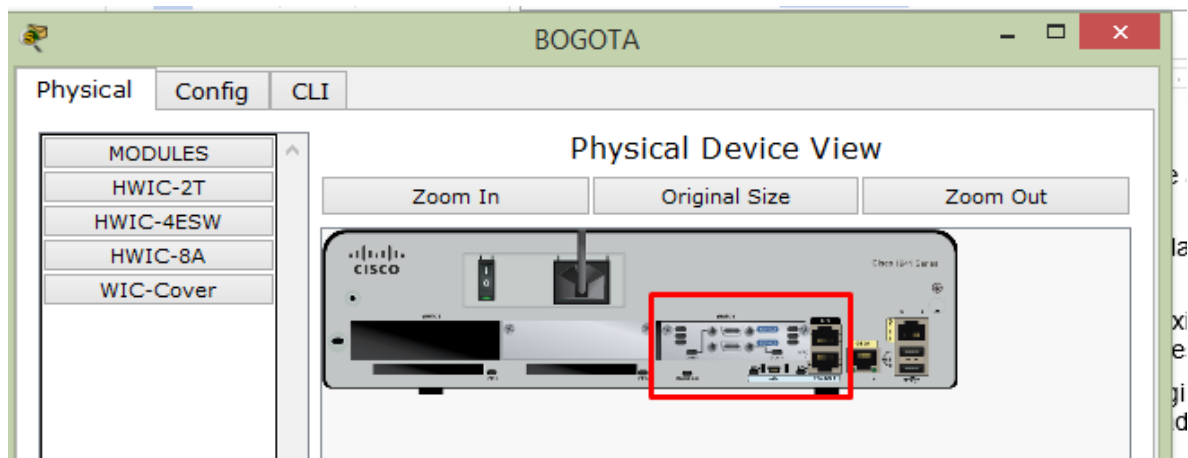 BOGOTA
Physical
Config
CLI
MODULES
HWIC-2T
HWIC-4ESW
HWIC-8A
WIC-Cover
Physical Device View
Zoom In
Original Size
Zoom Out
CISCO